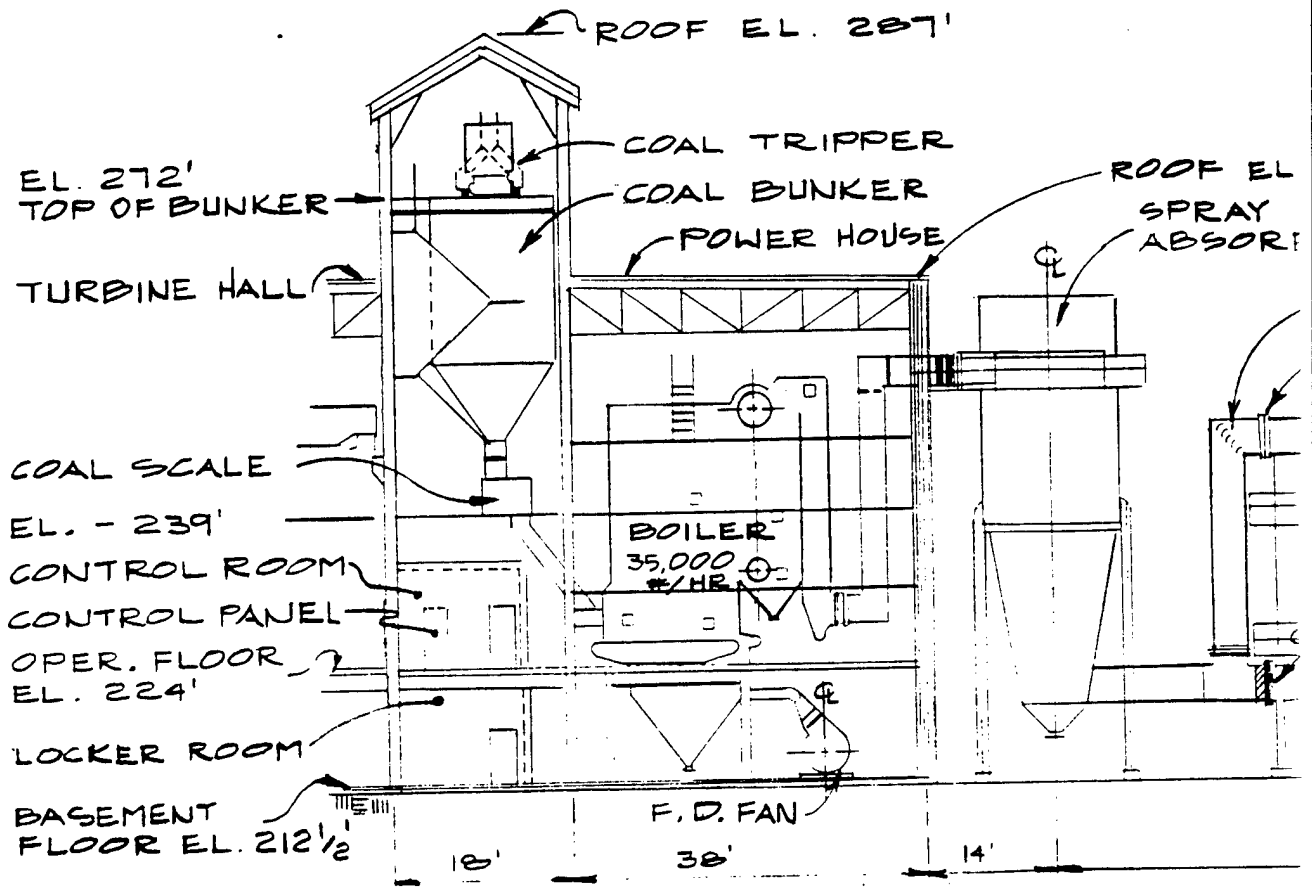 ROOF EL. 287'
COAL TRIPPER
EL. 272'
TOP OF BUNKER
COAL BUNKER
ROOF EL
POWER HOUSE
SPRAY
TURBINE HALL
℄
COAL SCALE
EL. - 239'
BOILER
35,000
#/HR
CONTROL ROOM
CONTROL PANEL
OPER. FLOOR
EL. 224'
℄
LOCKER ROOM
BASEMENT
FLOOR EL. 212½'
F.D. FAN
18'
38'
14'